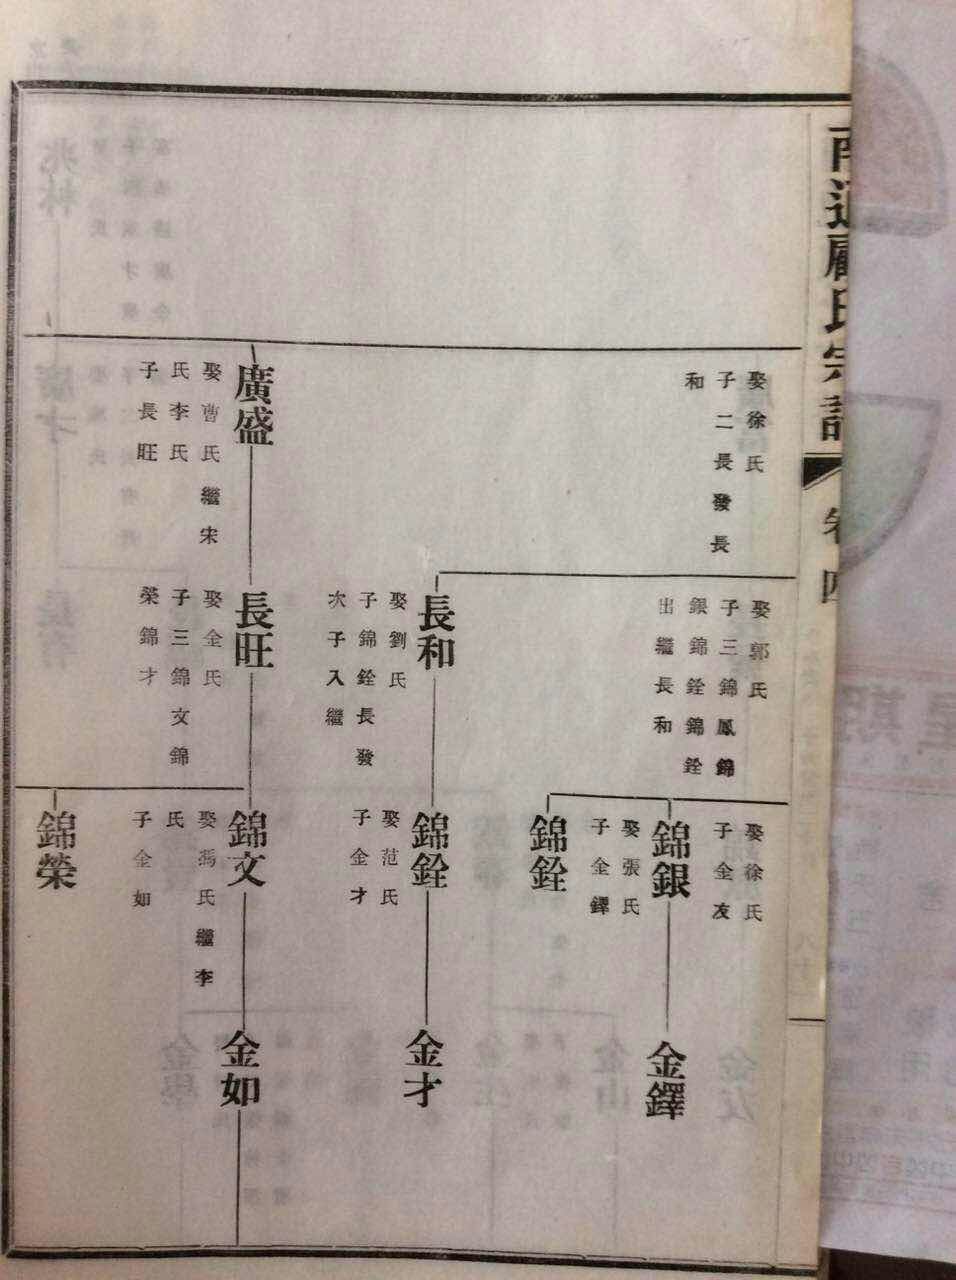 南通顧氏宗譜
卷四
娶徐氏
子二長發長
和
廣盛
娶曹氏繼宋
氏李氏
子長旺
娶郭氏
子三錦鳳錦
銀錦銓錦銓
出繼長和
長和
娶劉氏
子錦銓長發
次子入繼
長旺
娶仝氏
子三錦文錦
榮錦才
娶徐氏
子金友
錦銀
娶張氏
子金鐸
錦銓
錦銓
娶范氏
子金才
錦文
娶馮氏繼李
氏
子金如
錦榮
金鐸
金才
金如